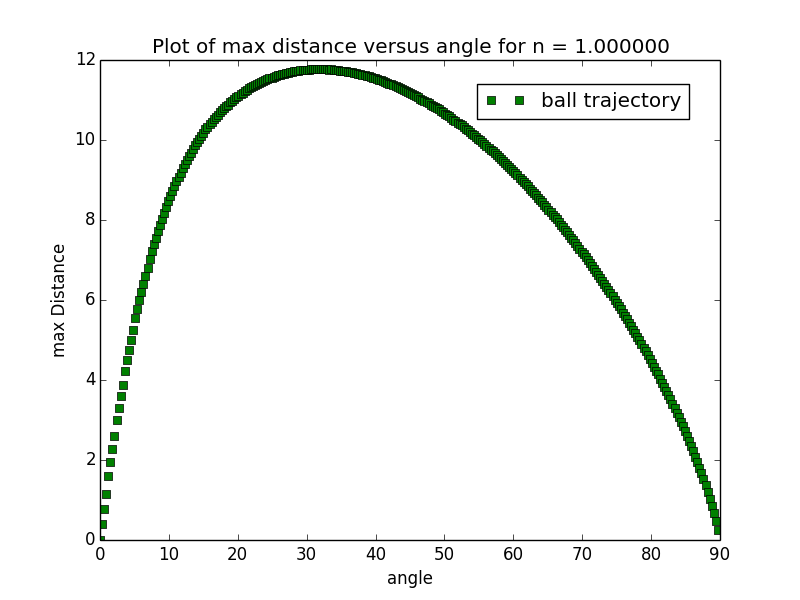 Plot of max distance versus angle for n = 1.000000
ball trajectory
max Distance
12
10
8
6
4
2
0
0 10 20 30 40 50 60 70 80 90
angle